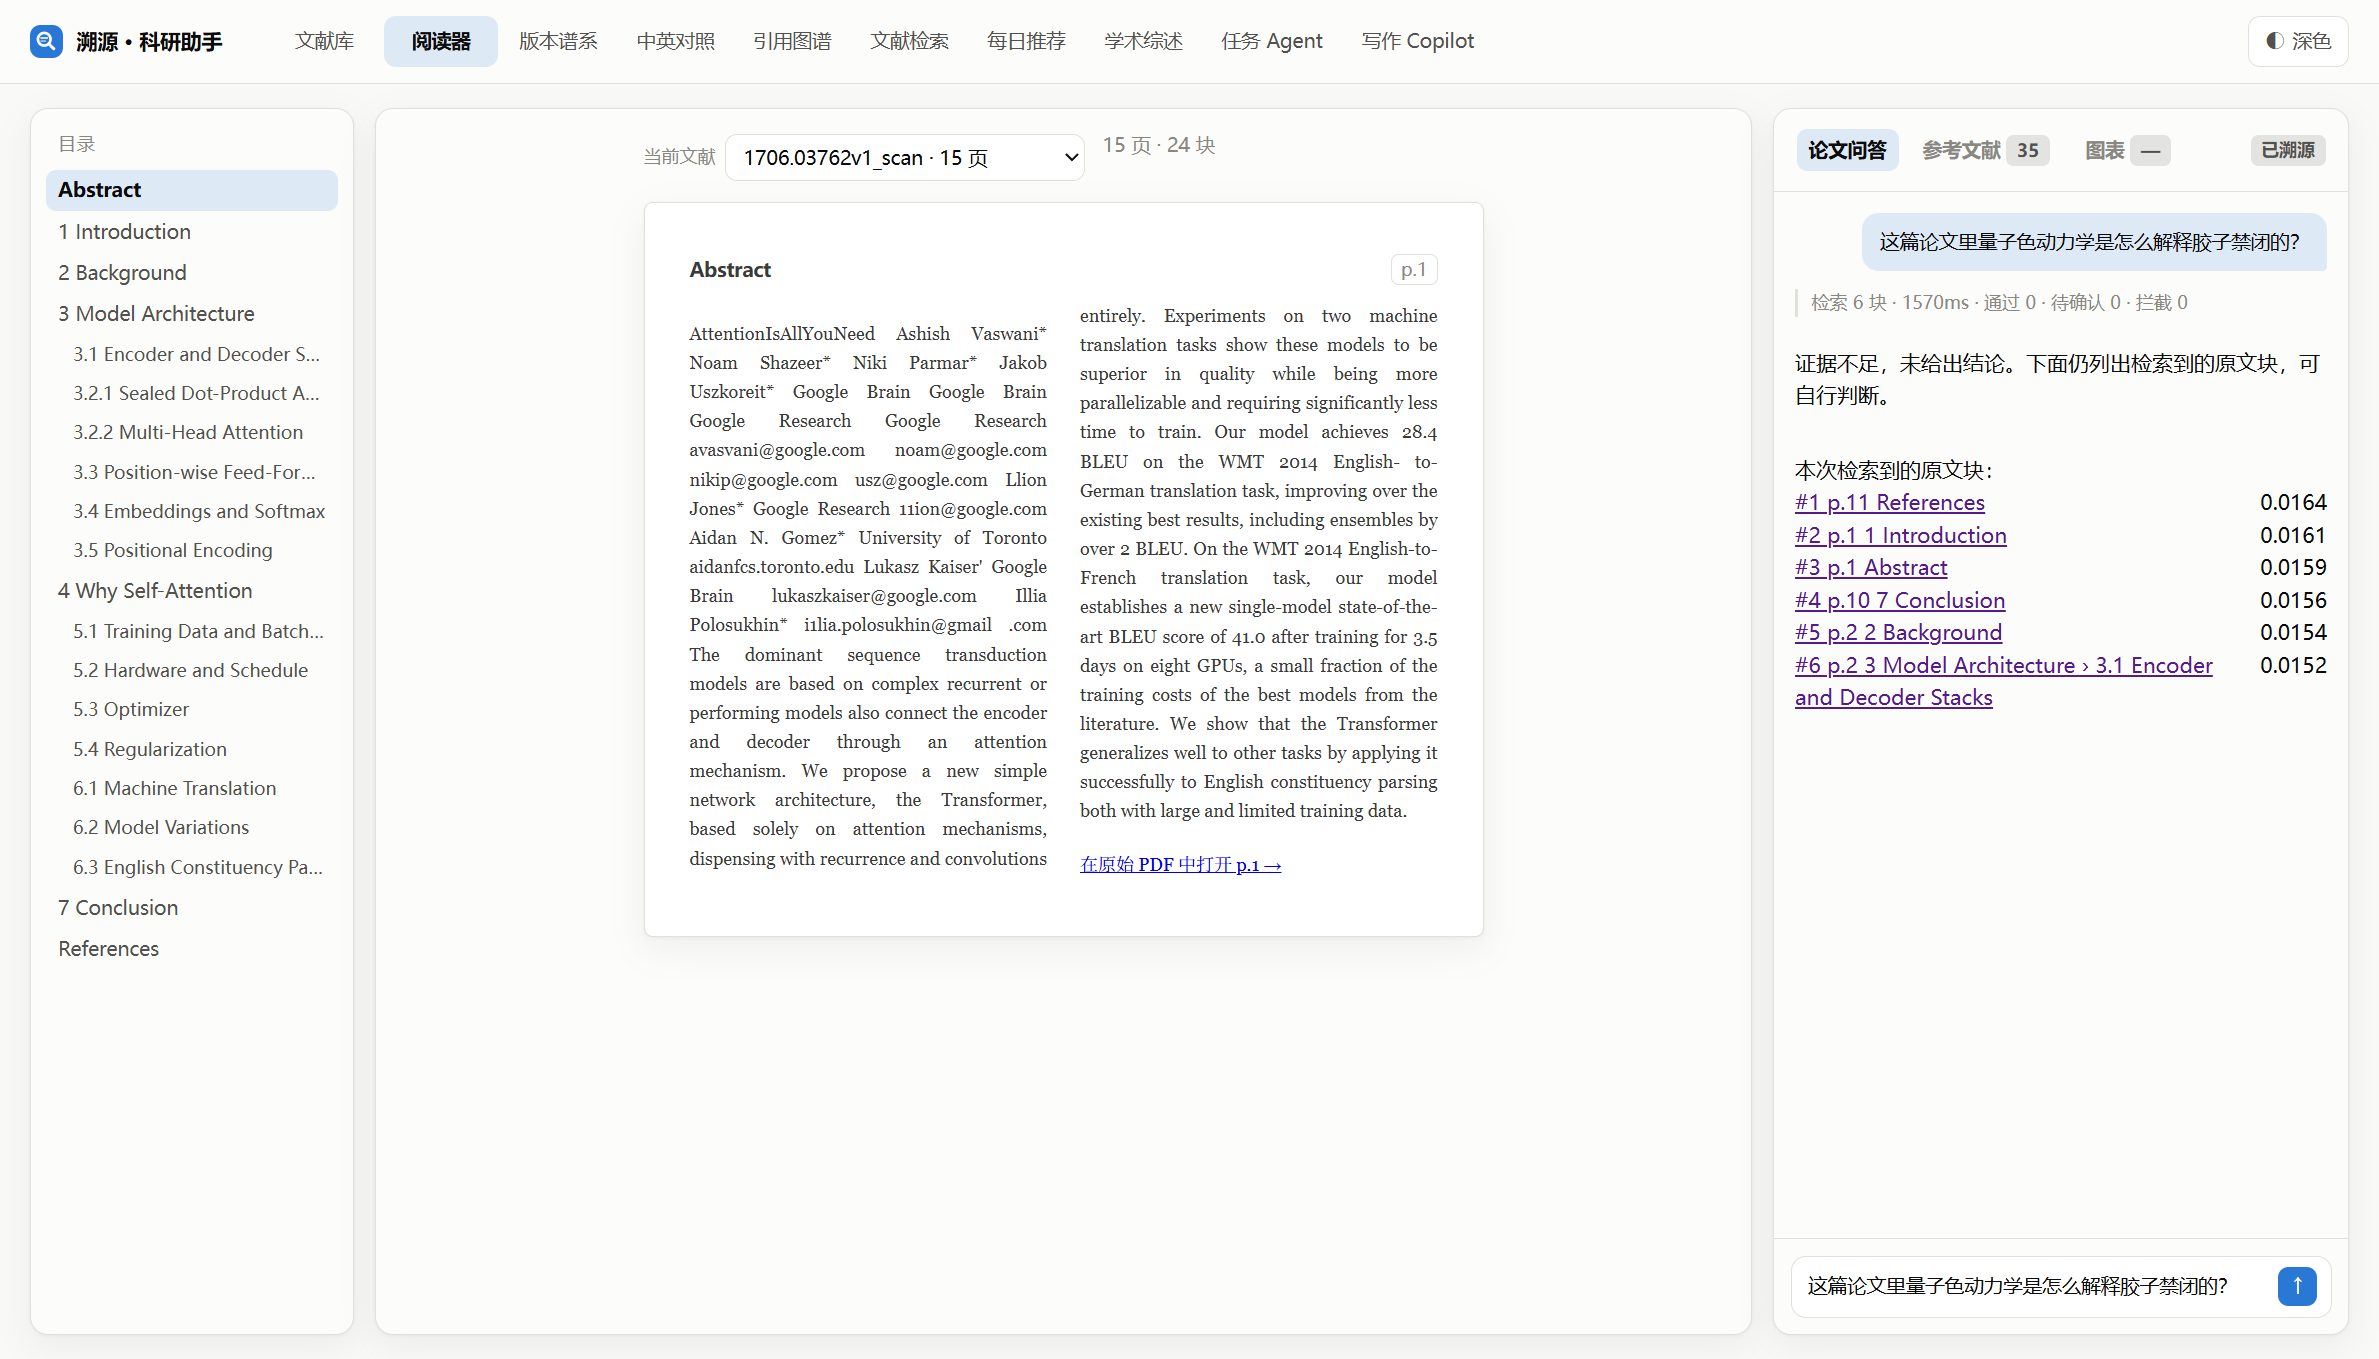 溯源・科研助手
文献库
阅读器
版本谱系
中英对照
引用图谱
文献检索
每日推荐
学术综述
任务 Agent
写作 Copilot
深色
目录
Abstract
1 Introduction
2 Background
3 Model Architecture
3.1 Encoder and Decoder S...
3.2.1 Sealed Dot-Product A...
3.2.2 Multi-Head Attention
3.3 Position-wise Feed-For...
3.4 Embeddings and Softmax
3.5 Positional Encoding
4 Why Self-Attention
5.1 Training Data and Batch...
5.2 Hardware and Schedule
5.3 Optimizer
5.4 Regularization
6.1 Machine Translation
6.2 Model Variations
6.3 English Constituency Pa...
7 Conclusion
References
当前文献
1706.03762v1_scan · 15 页
15 页 · 24 块
Abstract
p.1
AttentionIsAllYouNeed Ashish Vaswani*
Noam Shazeer* Niki Parmar* Jakob
Uszkoreit* Google Brain Google Brain
Google Research Google Research
avasvani@google.com noam@google.com
nikip@google.com usz@google.com Llion
Jones* Google Research 11ion@google.com
Aidan N. Gomez* University of Toronto
aidanfcs.toronto.edu Lukasz Kaiser' Google
Brain lukaszkaiser@google.com Illia
Polosukhin* i1lia.polosukhin@gmail .com
The dominant sequence transduction
models are based on complex recurrent or
performing models also connect the encoder
and decoder through an attention
mechanism. We propose a new simple
network architecture, the Transformer,
based solely on attention mechanisms,
dispensing with recurrence and convolutions
entirely. Experiments on two machine
translation tasks show these models to be
superior in quality while being more
parallelizable and requiring significantly less
time to train. Our model achieves 28.4
BLEU on the WMT 2014 English- to-
German translation task, improving over the
existing best results, including ensembles by
over 2 BLEU. On the WMT 2014 English-to-
French translation task, our model
establishes a new single-model state-of-the-
art BLEU score of 41.0 after training for 3.5
days on eight GPUs, a small fraction of the
training costs of the best models from the
literature. We show that the Transformer
generalizes well to other tasks by applying it
successfully to English constituency parsing
both with large and limited training data.
在原始 PDF 中打开 p.1 →
论文问答
参考文献 35
图表 —
已溯源
这篇论文里量子色动力学是怎么解释胶子禁闭的？
检索 6 块 · 1570ms · 通过 0 · 待确认 0 · 拦截 0
证据不足，未给出结论。下面仍列出检索到的原文块，可
自行判断。
本次检索到的原文块：
#1 p.11 References 0.0164
#2 p.1 1 Introduction 0.0161
#3 p.1 Abstract 0.0159
#4 p.10 7 Conclusion 0.0156
#5 p.2 2 Background 0.0154
#6 p.2 3 Model Architecture › 3.1 Encoder 0.0152
and Decoder Stacks
这篇论文里量子色动力学是怎么解释胶子禁闭的？
↑